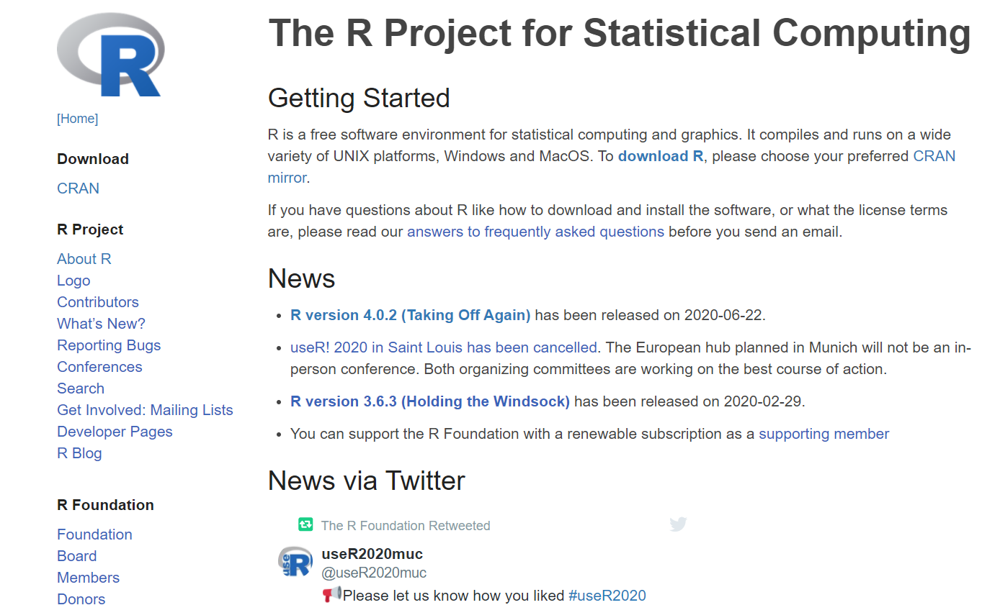 R
[Home]
Download
CRAN
R Project
About R
Logo
Contributors
What’s New?
Reporting Bugs
Conferences
Search
Get Involved: Mailing Lists
Developer Pages
R Blog
R Foundation
Foundation
Board
Members
Donors
The R Project for Statistical Computing
Getting Started
R is a free software environment for statistical computing and graphics. It compiles and runs on a wide
variety of UNIX platforms, Windows and MacOS. To download R, please choose your preferred CRAN
mirror.
If you have questions about R like how to download and install the software, or what the license terms
are, please read our answers to frequently asked questions before you send an email.
News
• R version 4.0.2 (Taking Off Again) has been released on 2020-06-22.
• useR! 2020 in Saint Louis has been cancelled. The European hub planned in Munich will not be an in-
person conference. Both organizing committees are working on the best course of action.
• R version 3.6.3 (Holding the Windsock) has been released on 2020-02-29.
• You can support the R Foundation with a renewable subscription as a supporting member
News via Twitter
The R Foundation Retweeted
useR
useR2020muc
@useR2020muc
Please let us know how you liked #useR2020